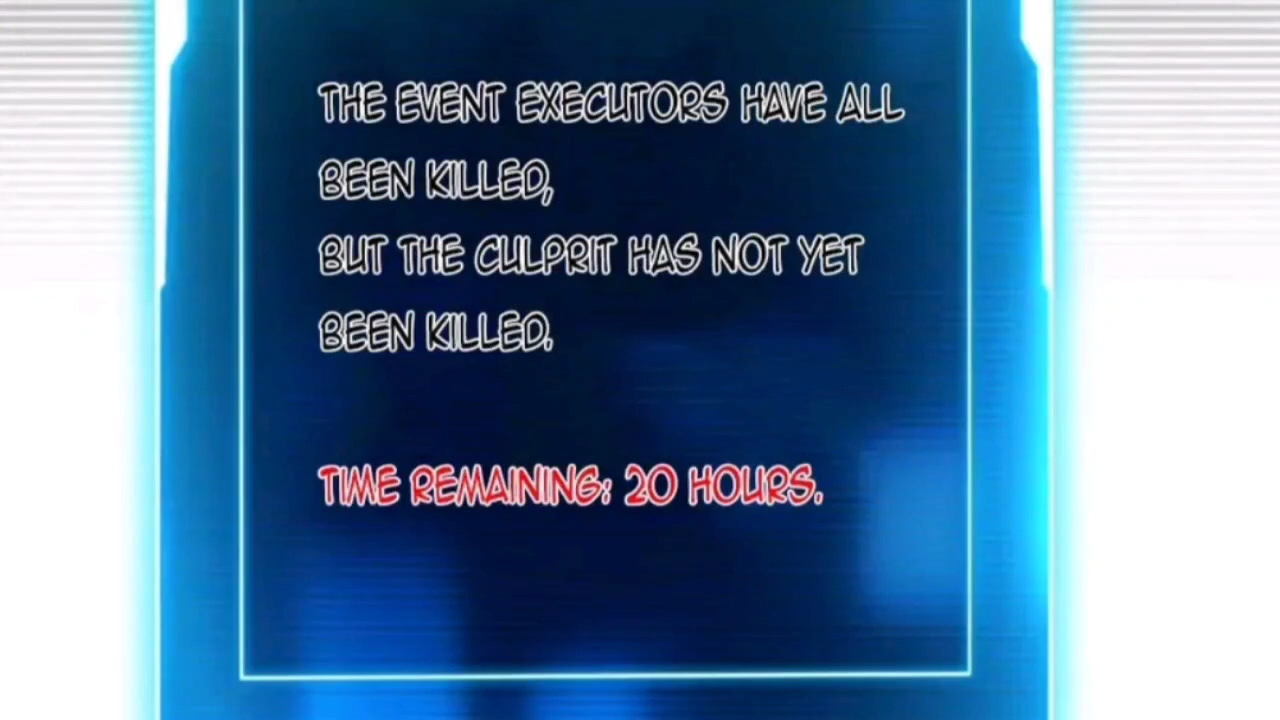 THE EVENT EXECUTORS HAVE ALL
BEEN KILLED,
BUT THE CULPRIT HAS NOT YET
BEEN KILLED.
TIME REMAINING: 20 HOURS.